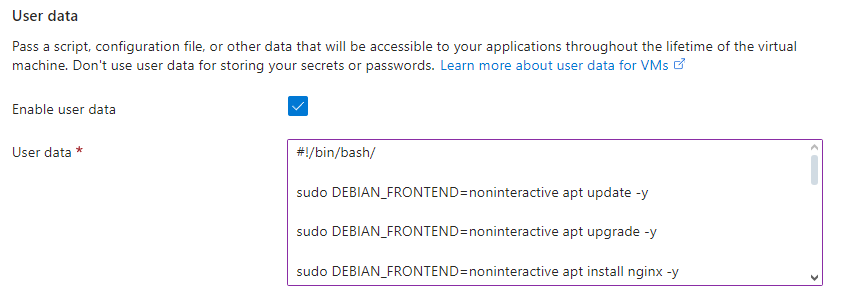 User data
Pass a script, configuration file, or other data that will be accessible to your applications throughout the lifetime of the virtual
machine. Don't use user data for storing your secrets or passwords. Learn more about user data for VMs
Enable user data
User data *
#!/bin/bash/
sudo DEBIAN_FRONTEND=noninteractive apt update -y
sudo DEBIAN_FRONTEND=noninteractive apt upgrade -y
sudo DEBIAN_FRONTEND=noninteractive apt install nginx -y